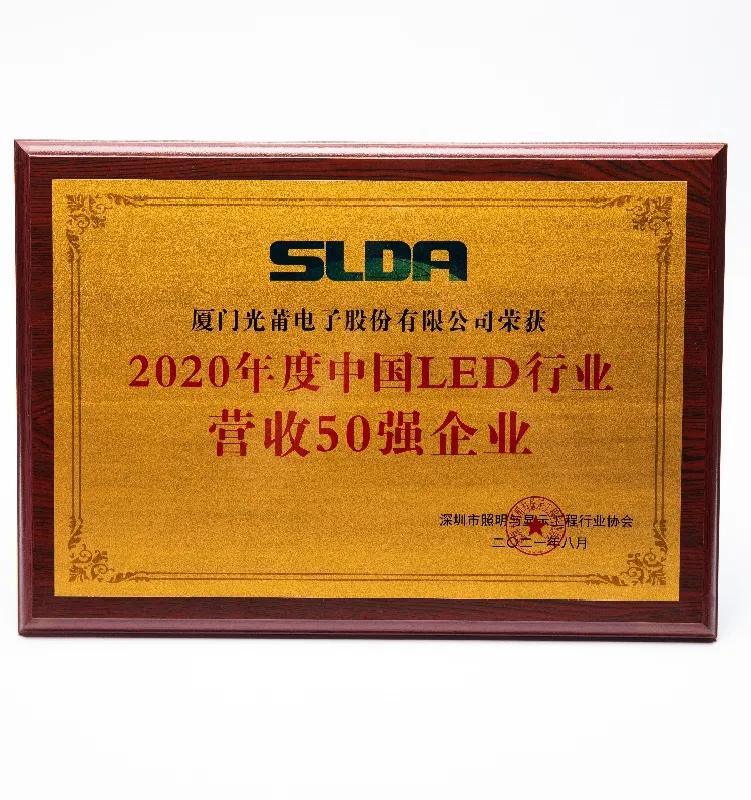 SLDA
厦门光莆电子股份有限公司荣获
2020年度中国LED行业
营收50强企业
深圳市照明与显示工程行业协会
二〇二一年八月